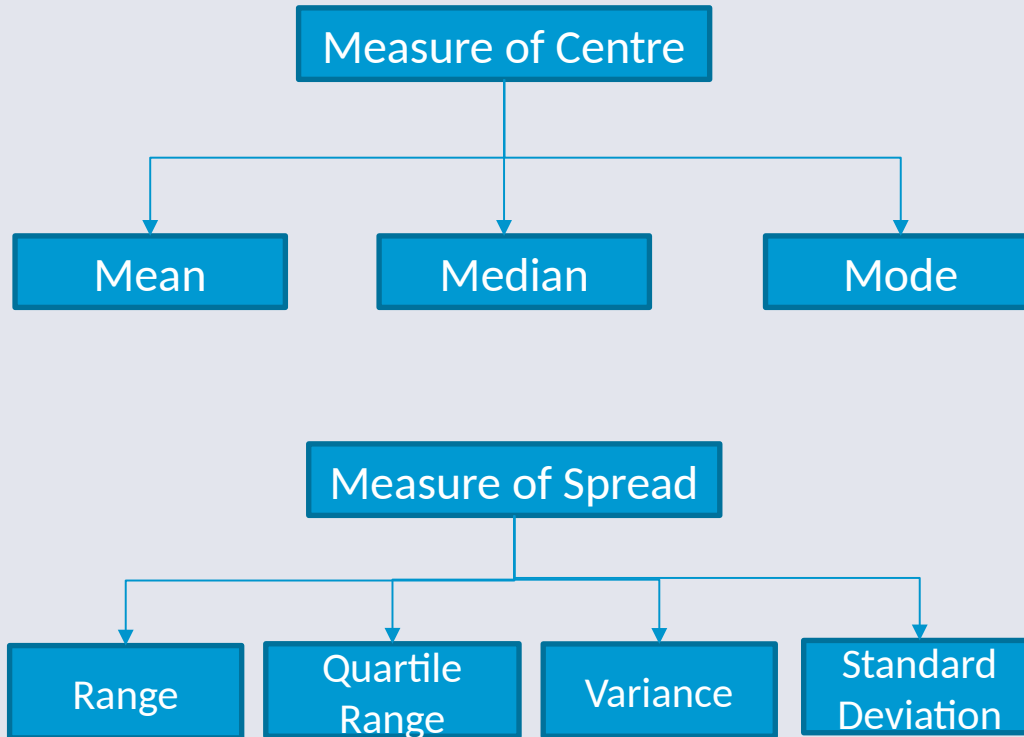 Measure of Centre
Mean
Median
Mode
Measure of Spread
Range
Quartile
Range
Variance
Standard
Deviation